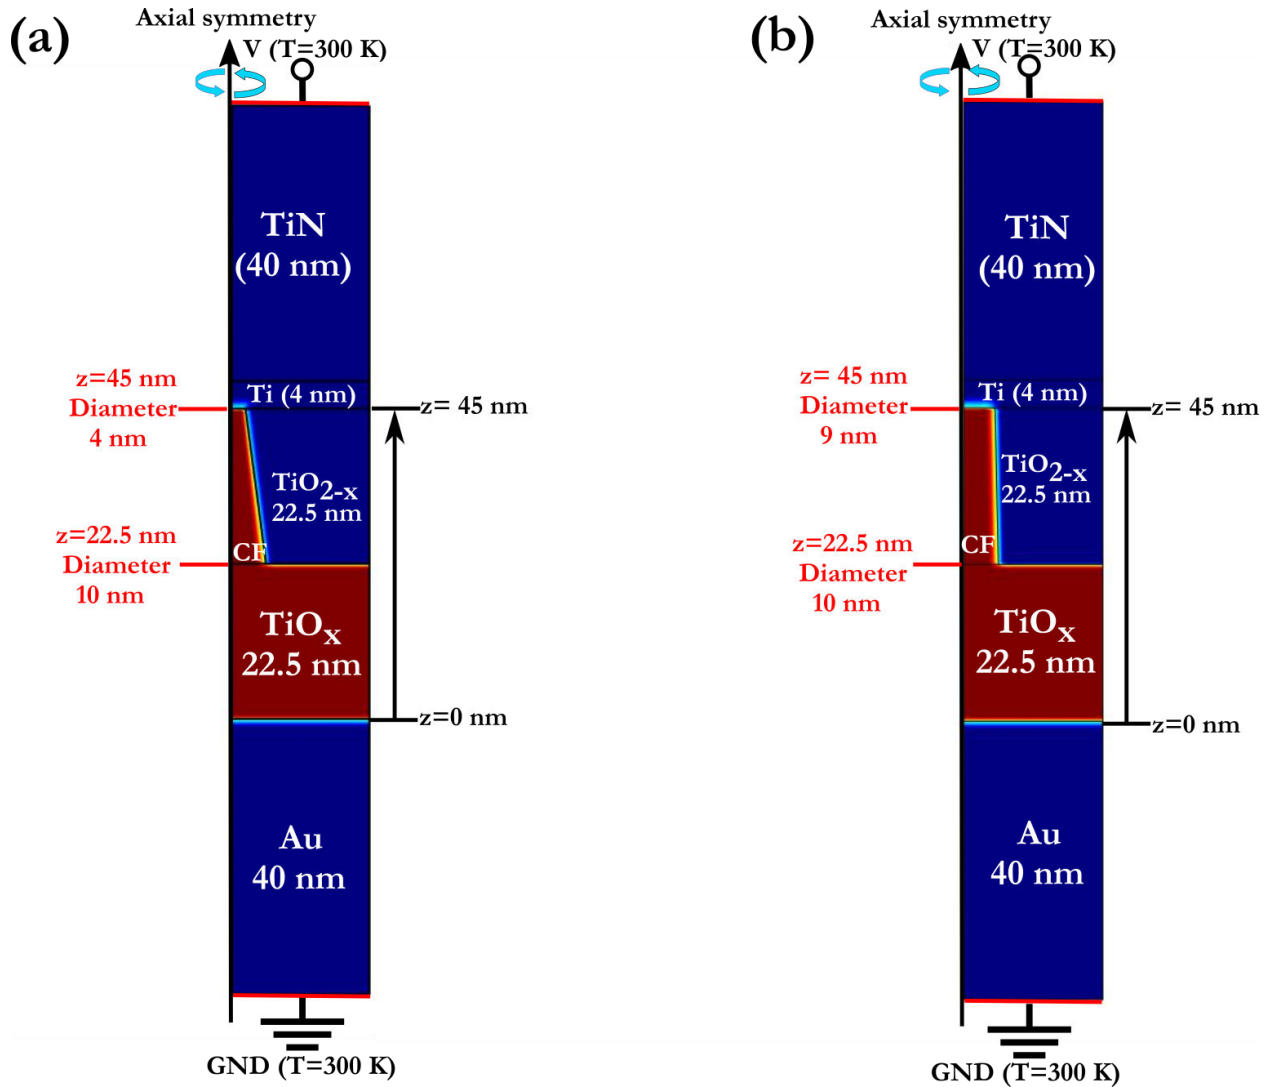 (a)
Axial symmetry
V (T=300 K)
TiN
(40 nm)
z=45 nm
Diameter
4 nm
Ti (4 nm)
z= 45 nm
TiO2-x
22.5 nm
z=22.5 nm
Diameter
10 nm
CF
TiOx
22.5 nm
z=0 nm
Au
40 nm
GND (T=300 K)
(b)
Axial symmetry
V (T=300 K)
TiN
(40 nm)
z= 45 nm
Diameter
9 nm
Ti (4 nm)
z= 45 nm
TiO2-x
22.5 nm
z=22.5 nm
Diameter
10 nm
CF
TiOx
22.5 nm
z=0 nm
Au
40 nm
GND (T=300 K)